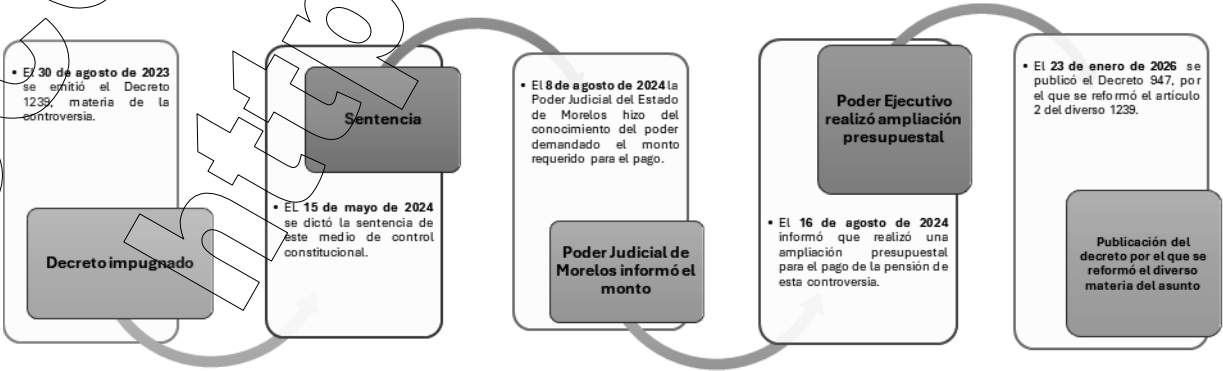 • El 30 de agosto de 2023
se emitió el Decreto
1239, materia de la
controversia.
Decreto impugnado
Sentencia
• EL 15 de mayo de 2024
se dictó la sentencia de
este medio de control
constitucional.
• El 8 de agosto de 2024 la
Poder Judicial del Estado
de Morelos hizo del
conocimiento del poder
demandado el monto
requerido para el pago.
Poder Judicial de
Morelos informó el
monto
Poder Ejecutivo
realizó ampliación
presupuestal
• El 16 de agosto de 2024
informó que realizó una
ampliación presupuestal
para el pago de la pensión de
esta controversia.
• El 23 de enero de 2026 se
publicó el Decreto 947, por
el que se reformó el artículo
2 del diverso 1239.
Publicación del
decreto por el que se
reformó el diverso
materia del asunto
http